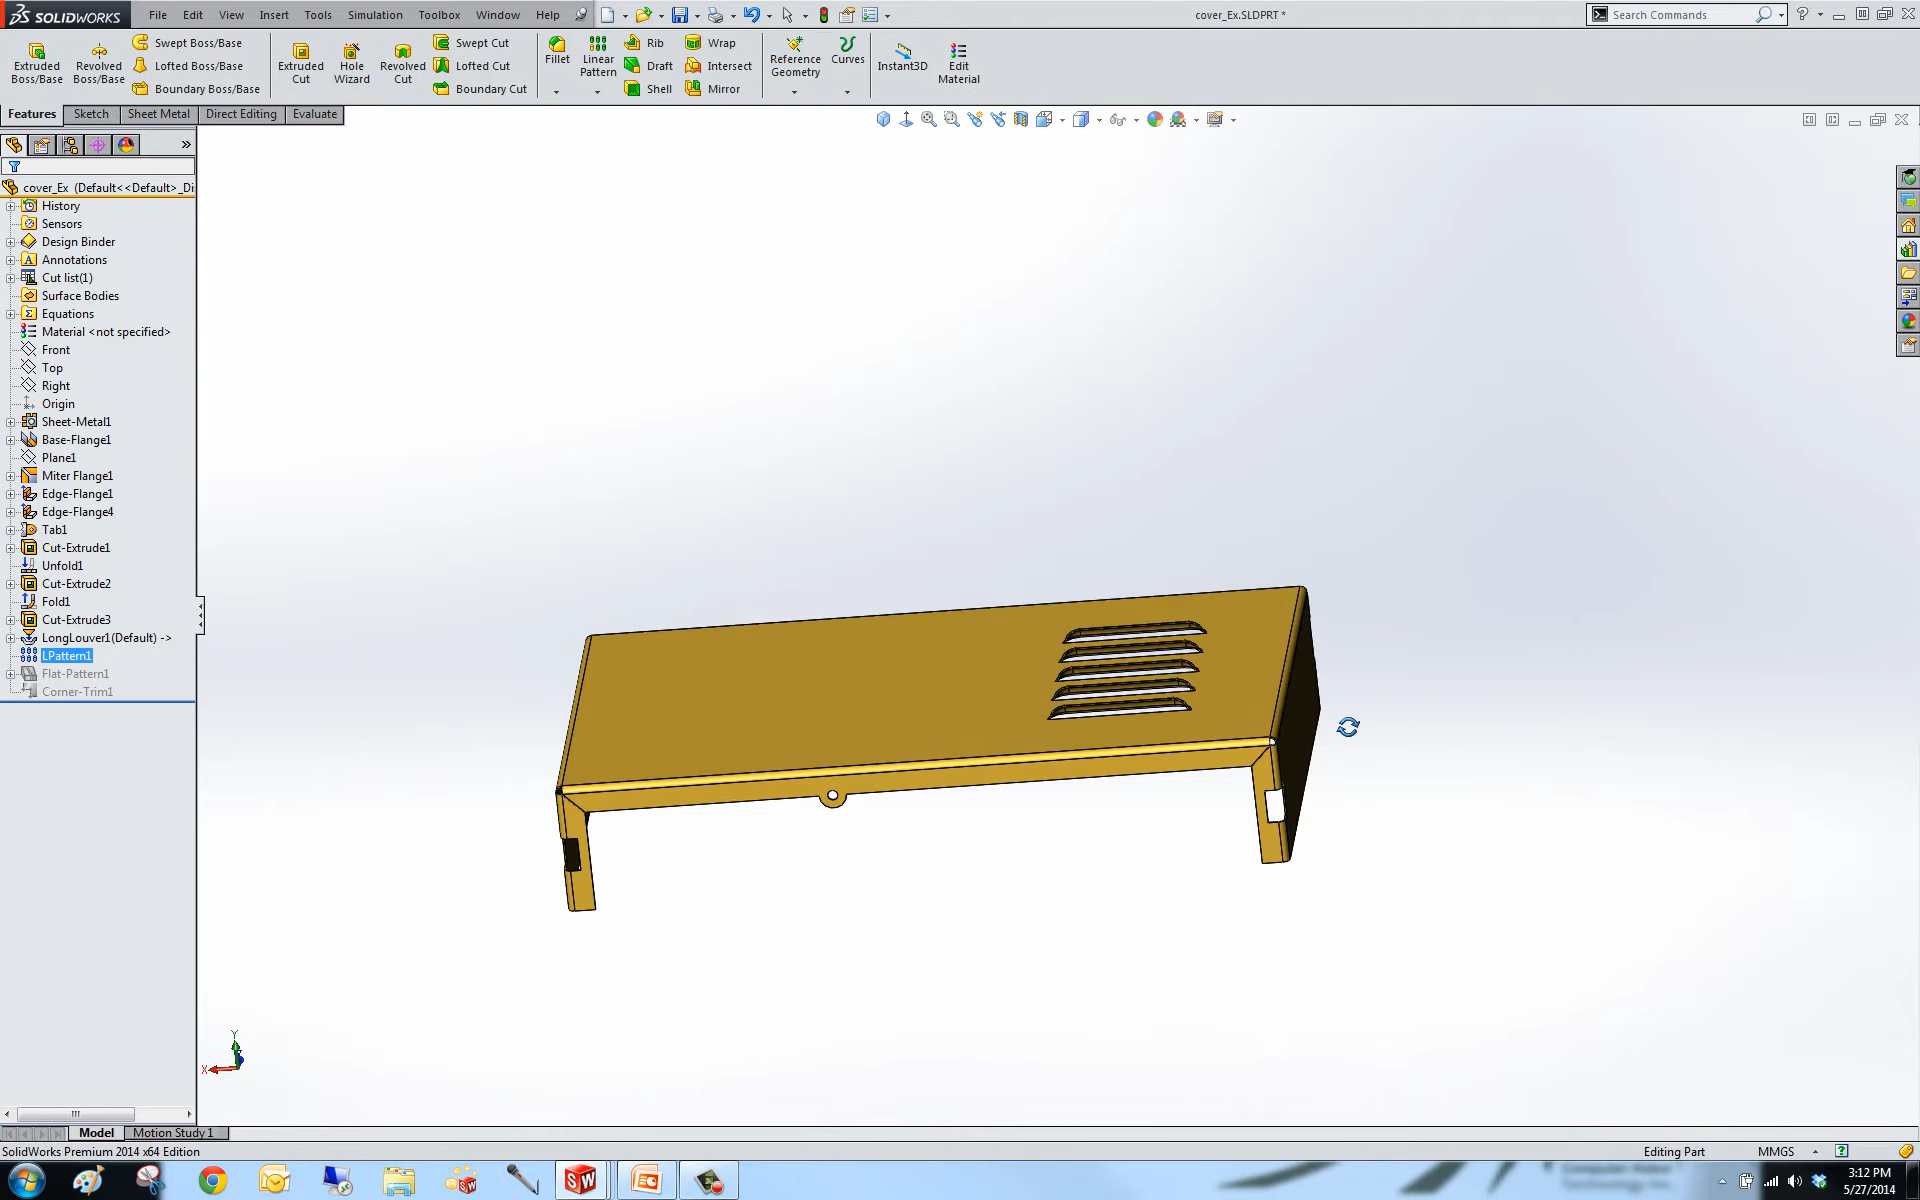 SOLIDWORKS File Edit View Insert Tools Simulation Toolbox Window Help cover_Ex.SLDPRT * Search Commands
Extruded Boss/Base
Revolved Boss/Base
Swept Boss/Base
Lofted Boss/Base
Boundary Boss/Base
Extruded Cut
Hole Wizard
Revolved Cut
Swept Cut
Lofted Cut
Boundary Cut
Fillet
Linear Pattern
Rib
Draft
Shell
Wrap
Intersect
Mirror
Reference Geometry
Curves
Instant3D
Edit Material
Features Sketch Sheet Metal Direct Editing Evaluate
cover_Ex (Default<<Default>_Di
History
Sensors
Design Binder
Annotations
Cut list(1)
Surface Bodies
Equations
Material <not specified>
Front
Top
Right
Origin
Sheet-Metal1
Base-Flange1
Plane1
Miter Flange1
Edge-Flange1
Edge-Flange4
Tab1
Cut-Extrude1
Unfold1
Cut-Extrude2
Fold1
Cut-Extrude3
LongLouver1(Default) ->
LPattern1
Flat-Pattern1
Corner-Trim1
Y
X
Model Motion Study 1
SolidWorks Premium 2014 x64 Edition Editing Part MMGS
3:12 PM
5/27/2014